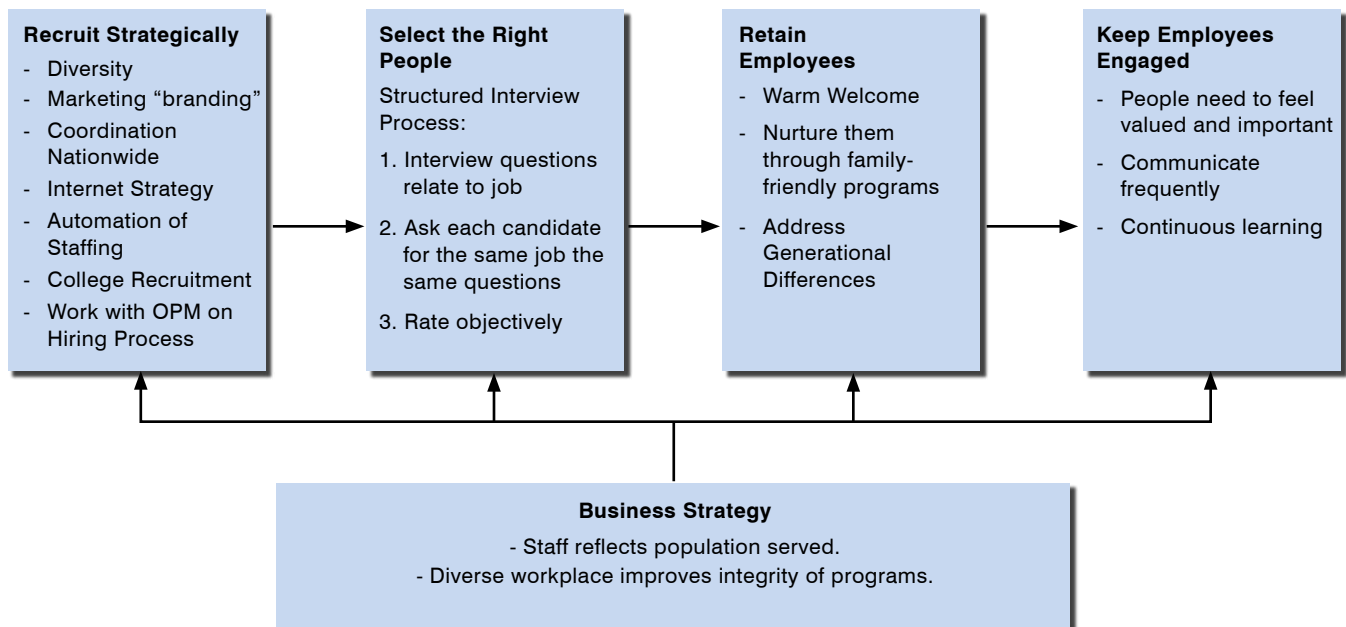 Recruit Strategically
- Diversity
- Marketing “branding”
- Coordination
Nationwide
- Internet Strategy
- Automation of
Staffing
- College Recruitment
- Work with OPM on
Hiring Process
Select the Right
People
Structured Interview
Process:
1. Interview questions
relate to job
2. Ask each candidate
for the same job the
same questions
3. Rate objectively
Retain
Employees
- Warm Welcome
- Nurture them
through family-
friendly programs
- Address
Generational
Differences
Keep Employees
Engaged
- People need to feel
valued and important
- Communicate
frequently
- Continuous learning
Business Strategy
- Staff reflects population served.
- Diverse workplace improves integrity of programs.